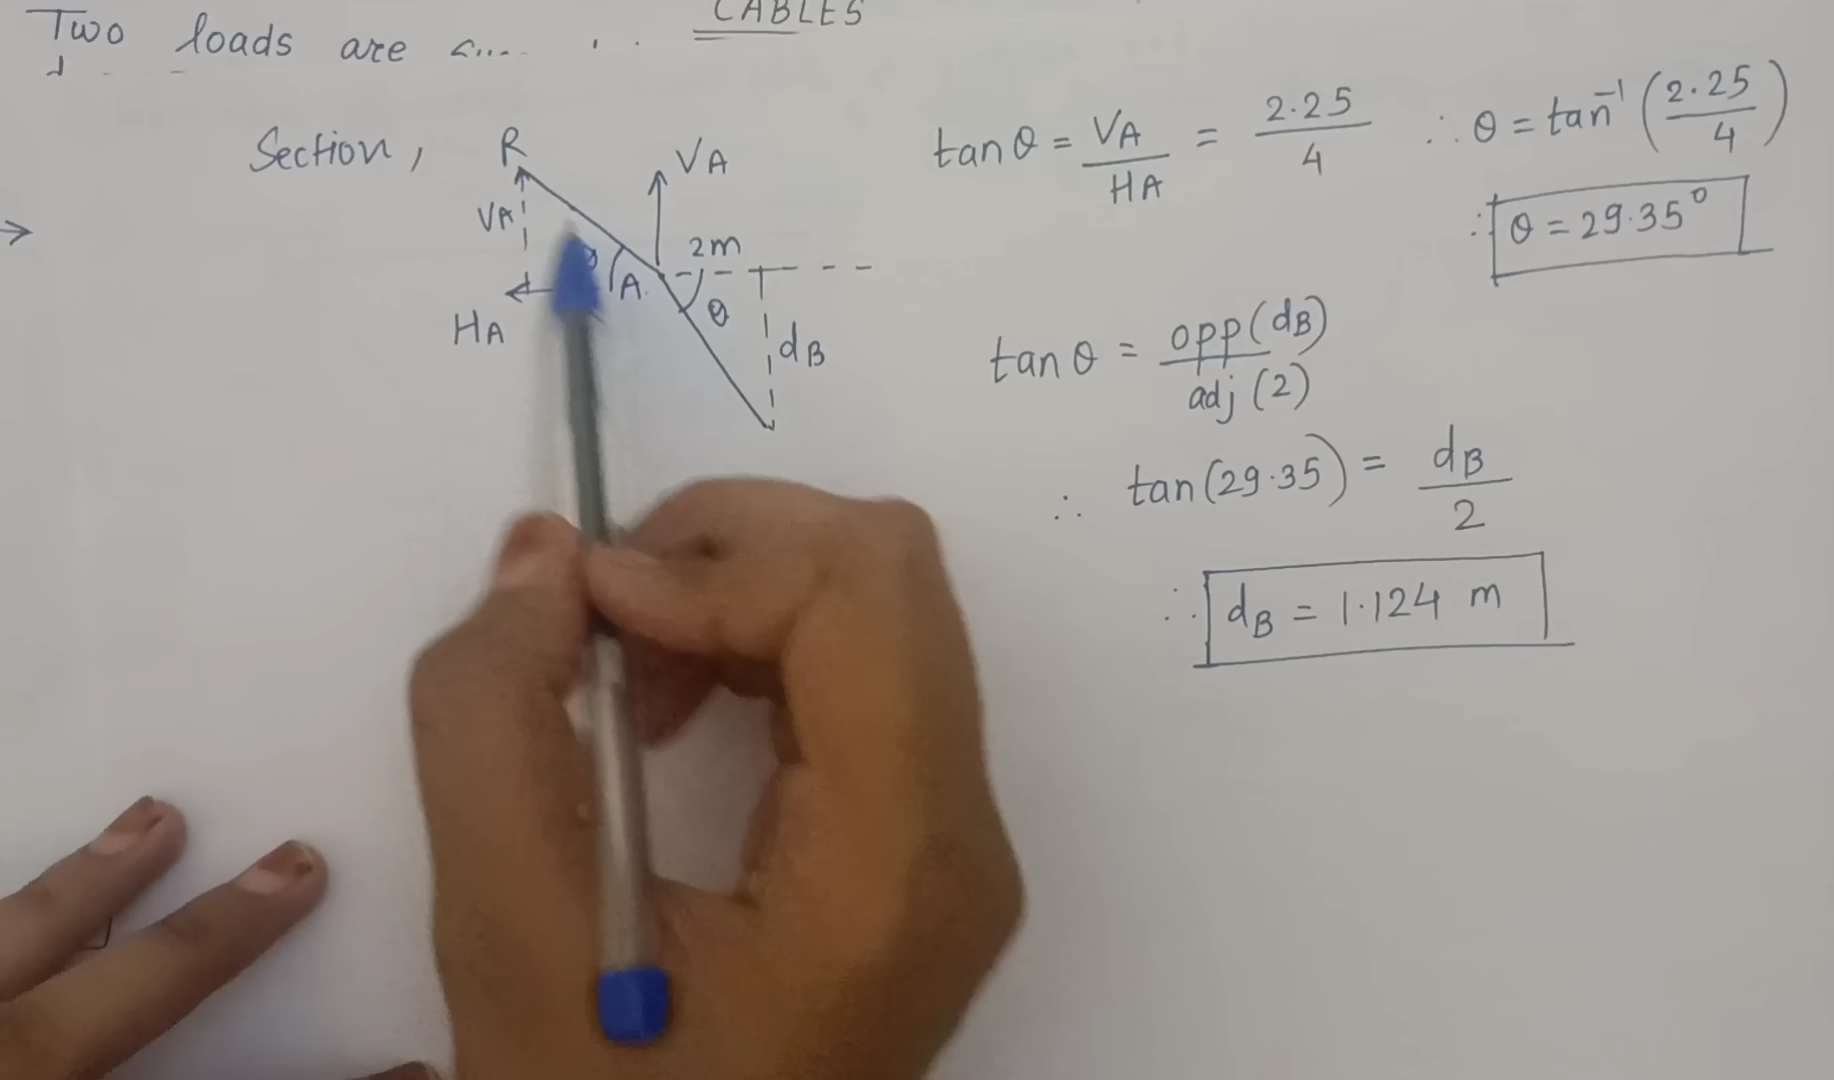 CABLES
Two loads are
Section,
R
VA
VA
2m
A
θ
HA
dB
tan θ = VA / HA = 2.25 / 4 ∴ θ = tan⁻¹ (2.25 / 4)
∴ θ = 29.35°
tan θ = opp (dB) / adj (2)
∴ tan (29.35) = dB / 2
∴ dB = 1.124 m